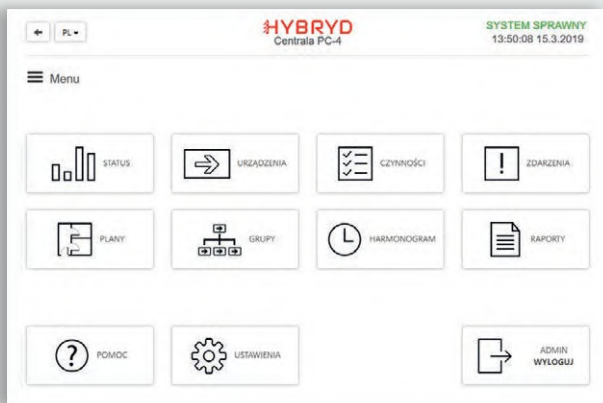 PL
HYBRYD
Centrala PC-4
SYSTEM SPRAWNY
13:50:08 15.3.2019
Menu
STATUS
URZĄDZENIA
CZYNNOŚCI
ZDARZENIA
PLANY
GRUPY
HARMONOGRAM
RAPORTY
POMOC
USTAWIENIA
ADMIN
WYLOGUJ